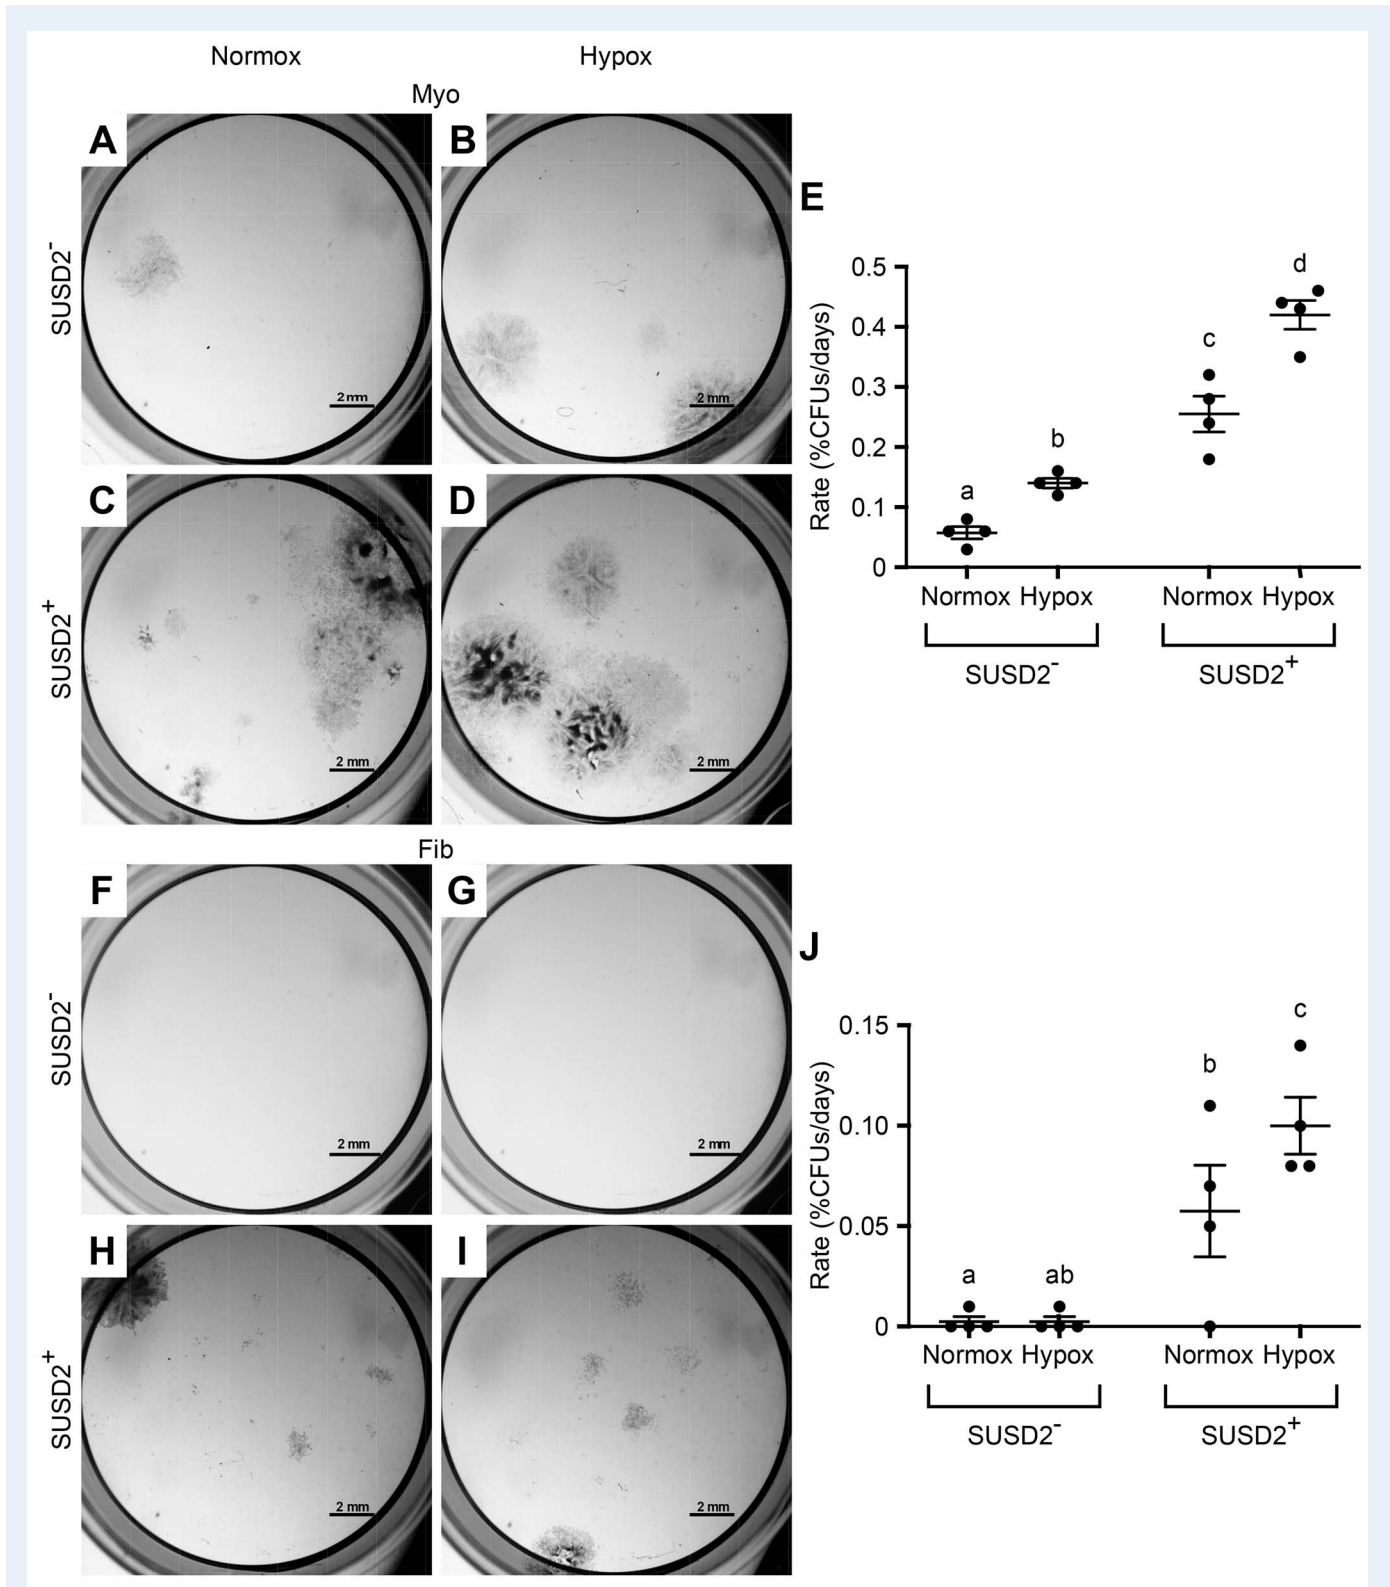 Normox Hypox
Myo
A B
SUSD2-
2 mm 2 mm
C D
SUSD2+
2 mm 2 mm
E
Rate (%CFUs/days)
0.5
0.4
0.3
0.2
0.1
0
a b c d
Normox Hypox Normox Hypox
SUSD2- SUSD2+
Fib
F G
SUSD2-
2 mm 2 mm
H I
SUSD2+
2 mm 2 mm
J
Rate (%CFUs/days)
0.15
0.10
0.05
0
a ab b c
Normox Hypox Normox Hypox
SUSD2- SUSD2+